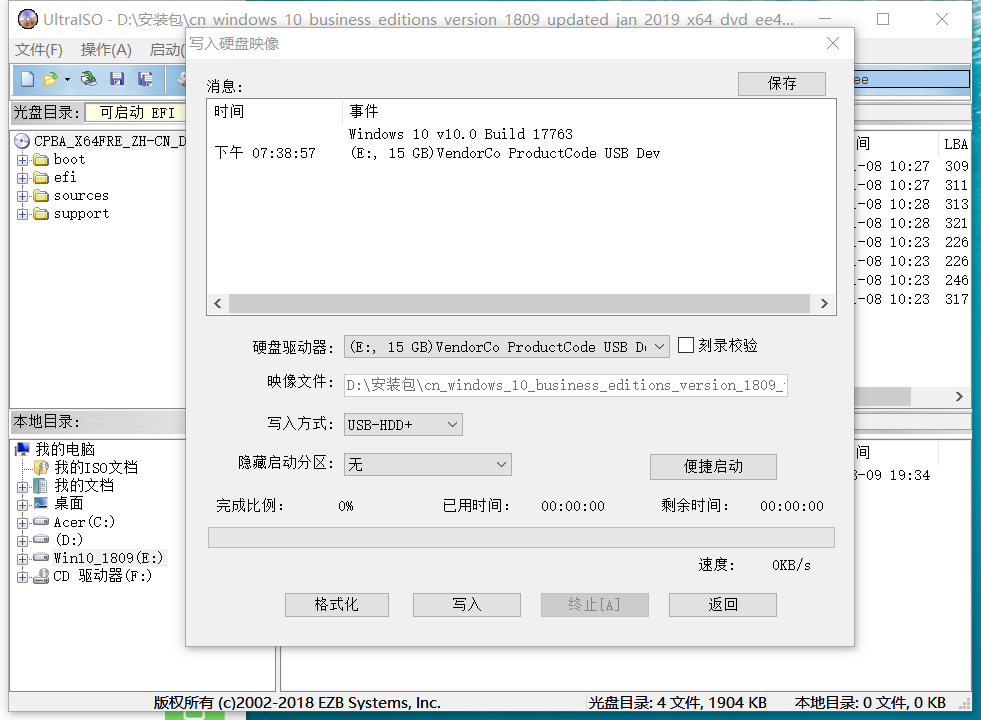 UltraISO - D:\安装包\cn_windows_10_business_editions_version_1809_updated_jan_2019_x64_dvd_ee4...
文件(F) 操作(A) 启动(
写入硬盘映像
消息:
保存
时间 事件
Windows 10 v10.0 Build 17763
下午 07:38:57 (E:, 15 GB)VendorCo ProductCode USB Dev
硬盘驱动器: (E:, 15 GB)VendorCo ProductCode USB De 刻录校验
映像文件: D:\安装包\cn_windows_10_business_editions_version_1809_
写入方式: USB-HDD+
隐藏启动分区: 无 便捷启动
完成比例: 0% 已用时间: 00:00:00 剩余时间: 00:00:00
速度: 0KB/s
格式化 写入 终止[A] 返回
光盘目录: 可启动 EFI
CPBA_X64FRE_ZH-CN_D
boot
efi
sources
support
ee
间 LBA
-08 10:27 309
-08 10:27 311
-08 10:28 313
-08 10:28 321
-08 10:23 226
-08 10:23 226
-08 10:23 246
-08 10:23 317
本地目录:
我的电脑
我的ISO文档
我的文档
桌面
Acer(C:)
(D:)
Win10_1809(E:)
CD 驱动器(F:)
间
-09 19:34
版权所有 (c)2002-2018 EZB Systems, Inc. 光盘目录: 4 文件, 1904 KB 本地目录: 0 文件, 0 KB